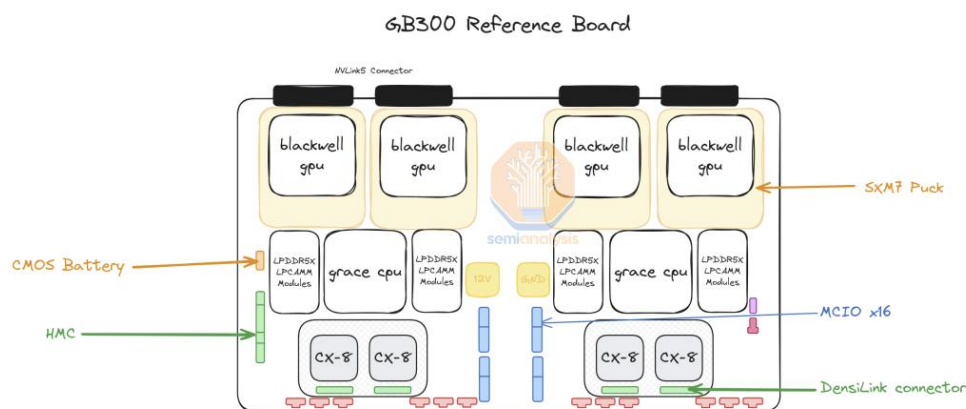 GB300 Reference Board
NVLink5 Connector
blackwell
gpu
blackwell
gpu
blackwell
gpu
blackwell
gpu
SXM7 Puck
semianalysis
CMOS Battery
LPDDR5X
LPCAMM
Modules
grace cpu
LPDDR5X
LPCAMM
Modules
12V
GND
LPDDR5X
LPCAMM
Modules
grace cpu
LPDDR5X
LPCAMM
Modules
HMC
MCIO x16
CX-8
CX-8
CX-8
CX-8
DensiLink connector